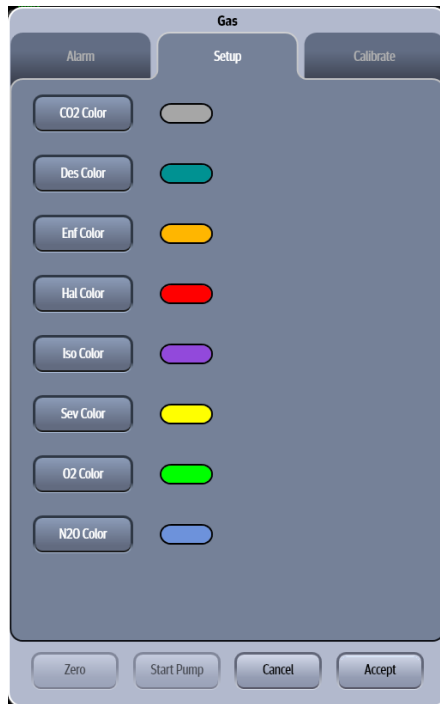 Gas
Alarm Setup Calibrate
CO2 Color
Des Color
Enf Color
Hal Color
Iso Color
Sev Color
O2 Color
N2O Color
Zero Start Pump Cancel Accept